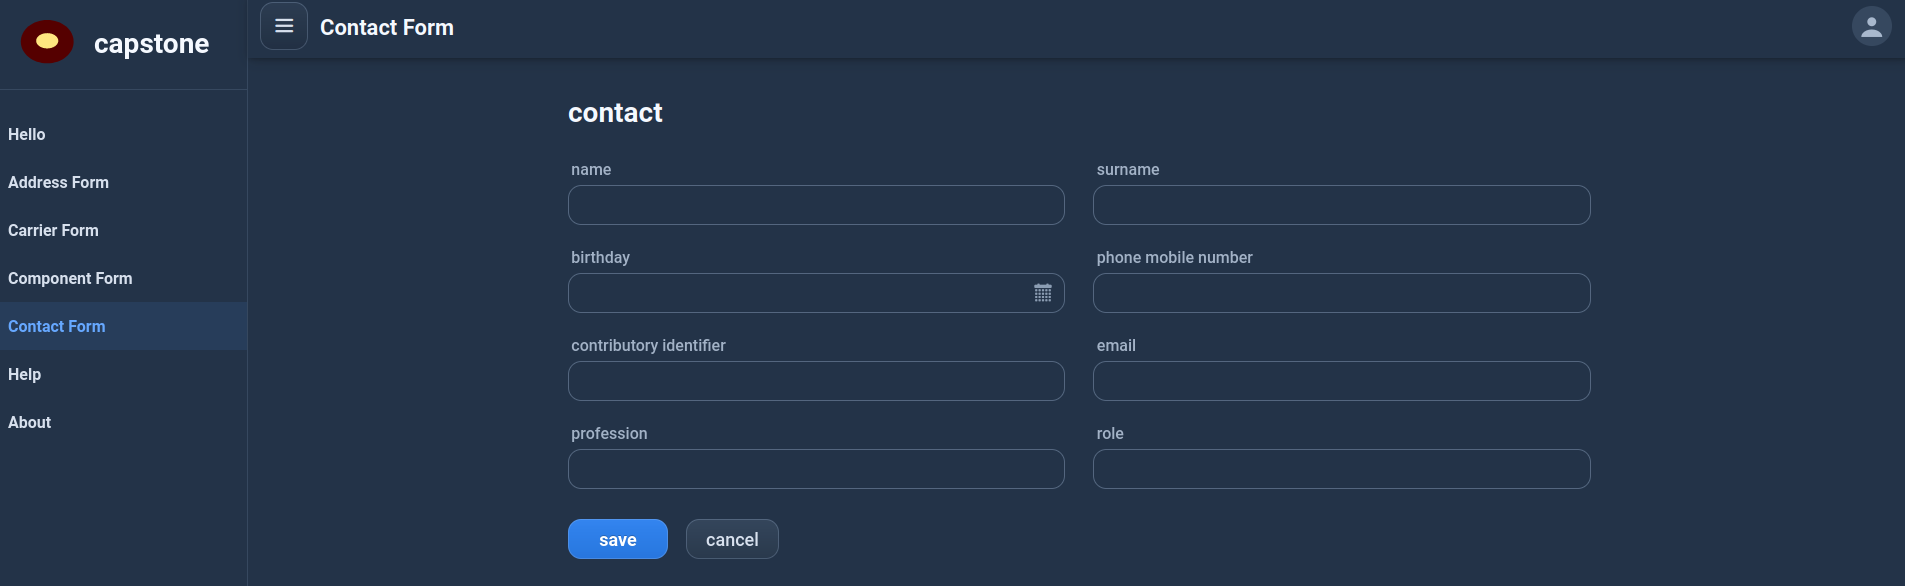 capstone
Contact Form
Hello
Address Form
Carrier Form
Component Form
Contact Form
Help
About
contact
name
surname
birthday
phone mobile number
contributory identifier
email
profession
role
save
cancel